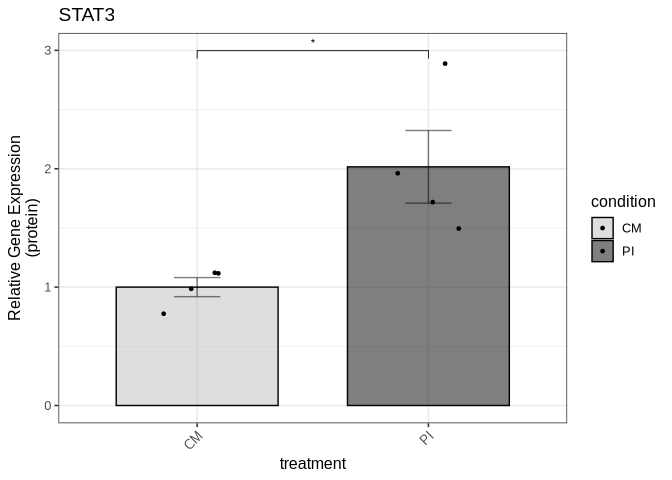 STAT3
Relative Gene Expression
(protein)
3
2
1
0
*
CM
PI
treatment
condition
CM
PI